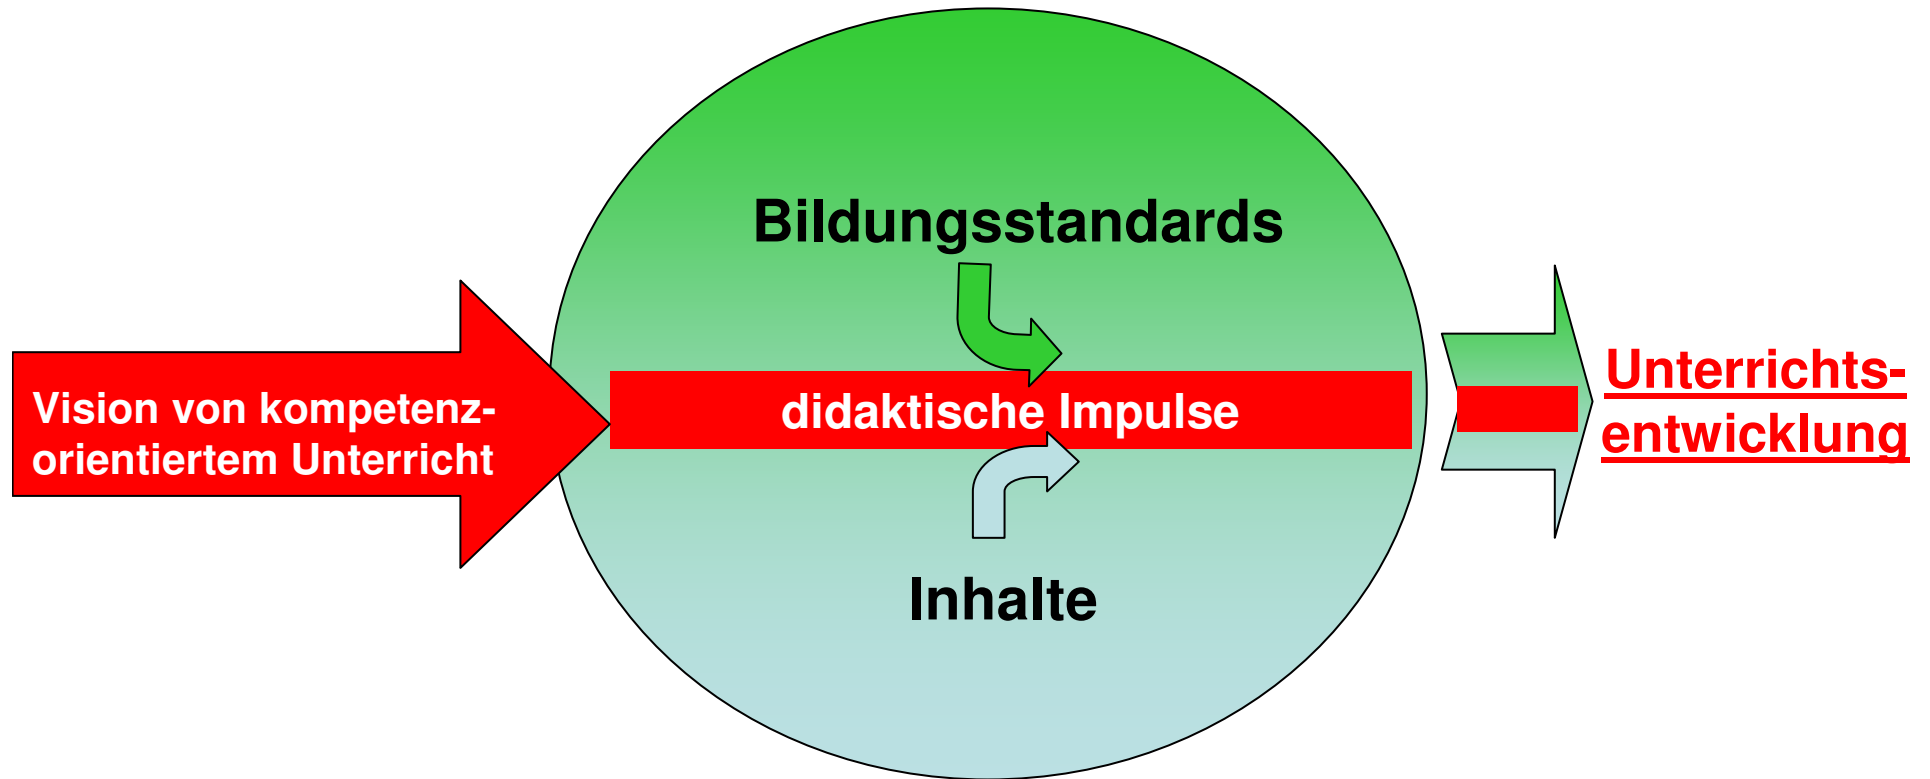 Bildungsstandards
Vision von kompetenz-
orientiertem Unterricht
didaktische Impulse
Unterrichts-
entwicklung
Inhalte